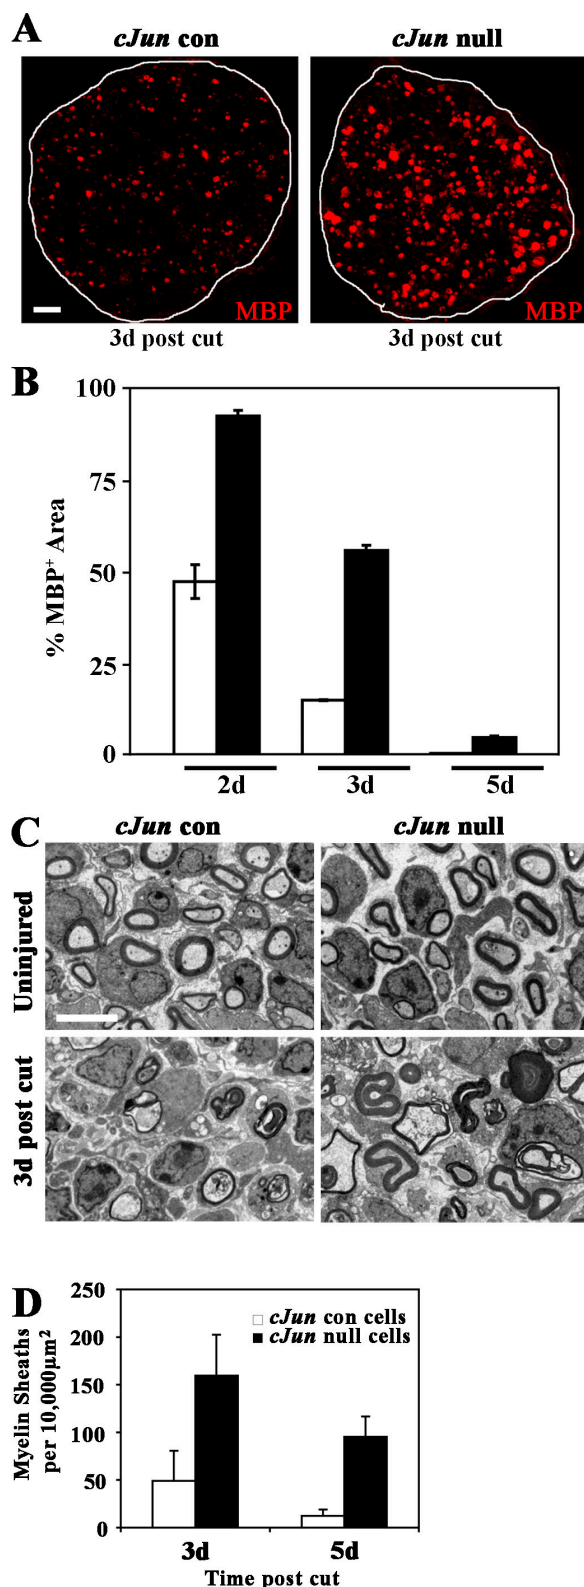 A
cJun con
cJun null
MBP
MBP
3d post cut
3d post cut
B
100
75
50
25
0
% MBP⁺ Area
2d
3d
5d
C
cJun con
cJun null
Uninjured
3d post cut
D
250
200
150
100
50
0
Myelin Sheaths
per 10,000µm²
cJun con cells
cJun null cells
3d
5d
Time post cut